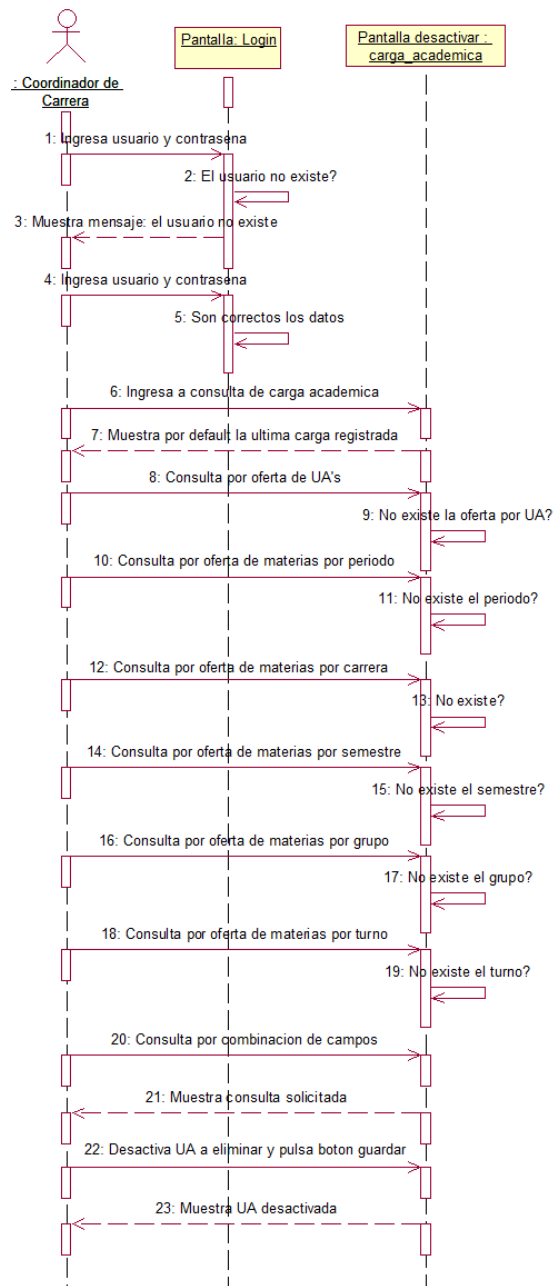 Pantalla: Login
Pantalla desactivar :
carga_academica
: Coordinador de
Carrera
1: Ingresa usuario y contrasena
2: El usuario no existe?
3: Muestra mensaje: el usuario no existe
4: Ingresa usuario y contrasena
5: Son correctos los datos
6: Ingresa a consulta de carga academica
7: Muestra por default la ultima carga registrada
8: Consulta por oferta de UA's
9: No existe la oferta por UA?
10: Consulta por oferta de materias por periodo
11: No existe el periodo?
12: Consulta por oferta de materias por carrera
13: No existe?
14: Consulta por oferta de materias por semestre
15: No existe el semestre?
16: Consulta por oferta de materias por grupo
17: No existe el grupo?
18: Consulta por oferta de materias por turno
19: No existe el turno?
20: Consulta por combinacion de campos
21: Muestra consulta solicitada
22: Desactiva UA a eliminar y pulsa boton guardar
23: Muestra UA desactivada